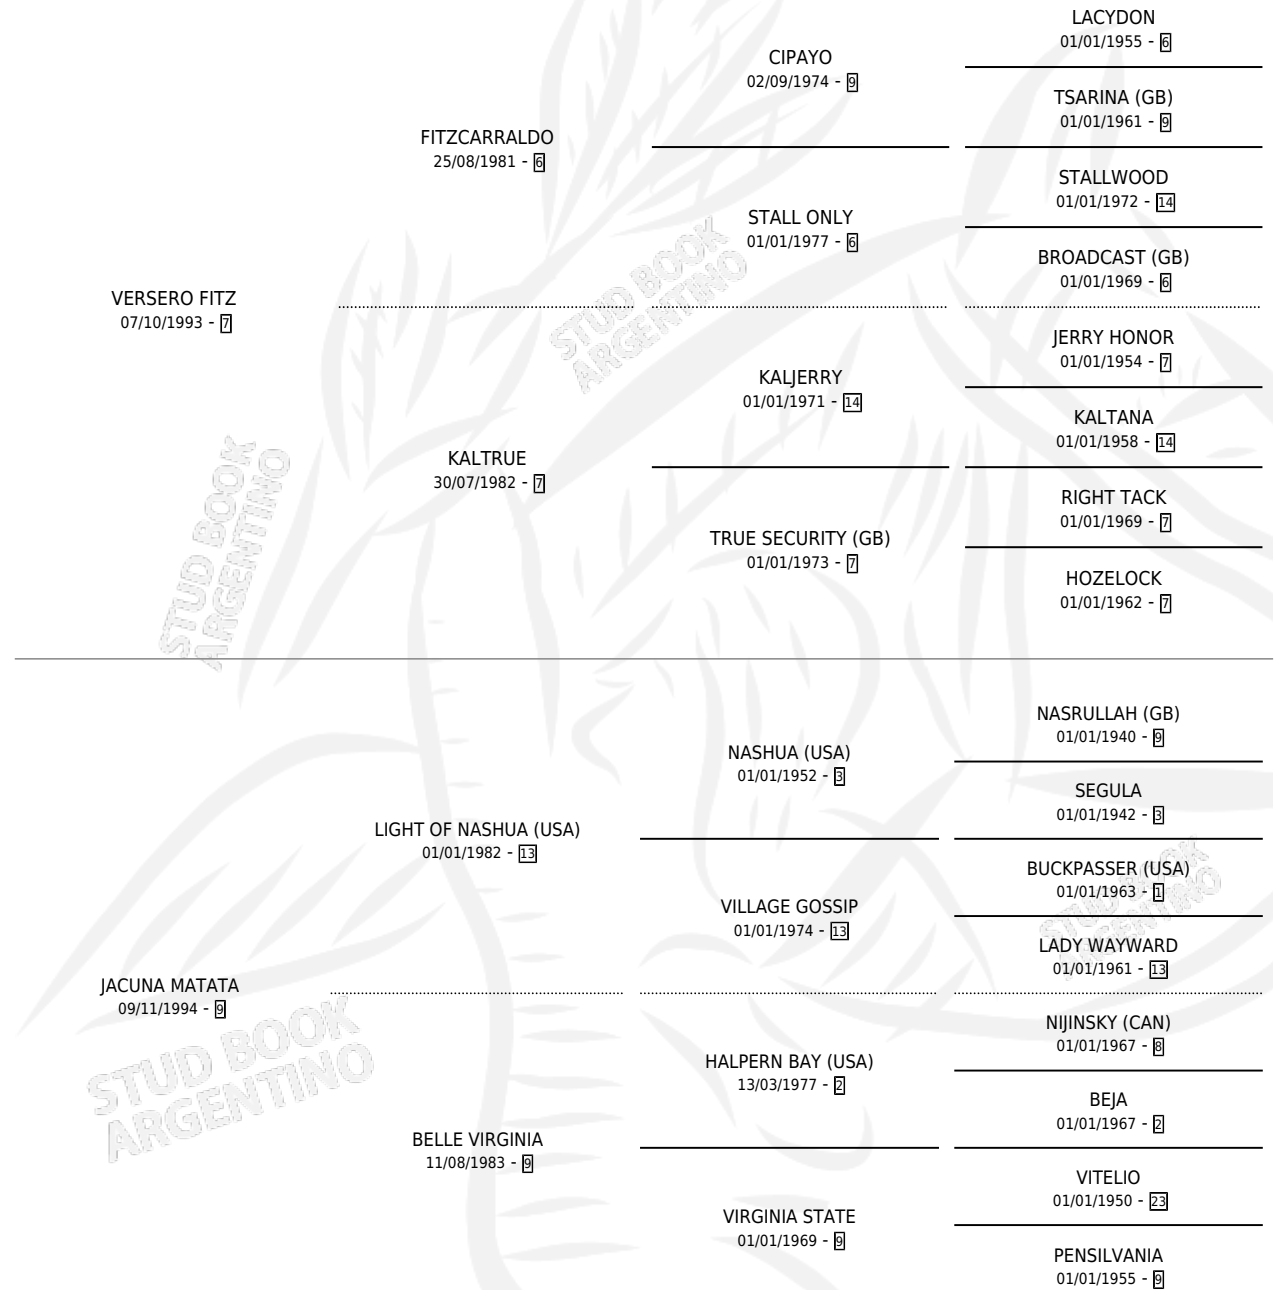 LACYDON
01/01/1955 - 6
CIPAYO
02/09/1974 - 9
TSARINA (GB)
01/01/1961 - 9
FITZCARRALDO
25/08/1981 - 6
STALLWOOD
01/01/1972 - 14
STALL ONLY
01/01/1977 - 6
BROADCAST (GB)
01/01/1969 - 6
VERSERO FITZ
07/10/1993 - 7
JERRY HONOR
01/01/1954 - 7
KALJERRY
01/01/1971 - 14
KALTANA
01/01/1958 - 14
KALTRUE
30/07/1982 - 7
RIGHT TACK
01/01/1969 - 7
TRUE SECURITY (GB)
01/01/1973 - 7
HOZELOCK
01/01/1962 - 7
NASRULLAH (GB)
01/01/1940 - 9
NASHUA (USA)
01/01/1952 - 3
SEGULA
01/01/1942 - 3
LIGHT OF NASHUA (USA)
01/01/1982 - 13
BUCKPASSER (USA)
01/01/1963 - 1
VILLAGE GOSSIP
01/01/1974 - 13
LADY WAYWARD
01/01/1961 - 13
JACUNA MATATA
09/11/1994 - 9
NIJINSKY (CAN)
01/01/1967 - 8
HALPERN BAY (USA)
13/03/1977 - 2
BEJA
01/01/1967 - 2
BELLE VIRGINIA
11/08/1983 - 9
VITELIO
01/01/1950 - 23
VIRGINIA STATE
01/01/1969 - 9
PENSILVANIA
01/01/1955 - 9
STUD BOOK
ARGENTINO
STUD BOOK
ARGENTINO
STUD BOOK
ARGENTINO
STUD BOOK
ARGENTINO